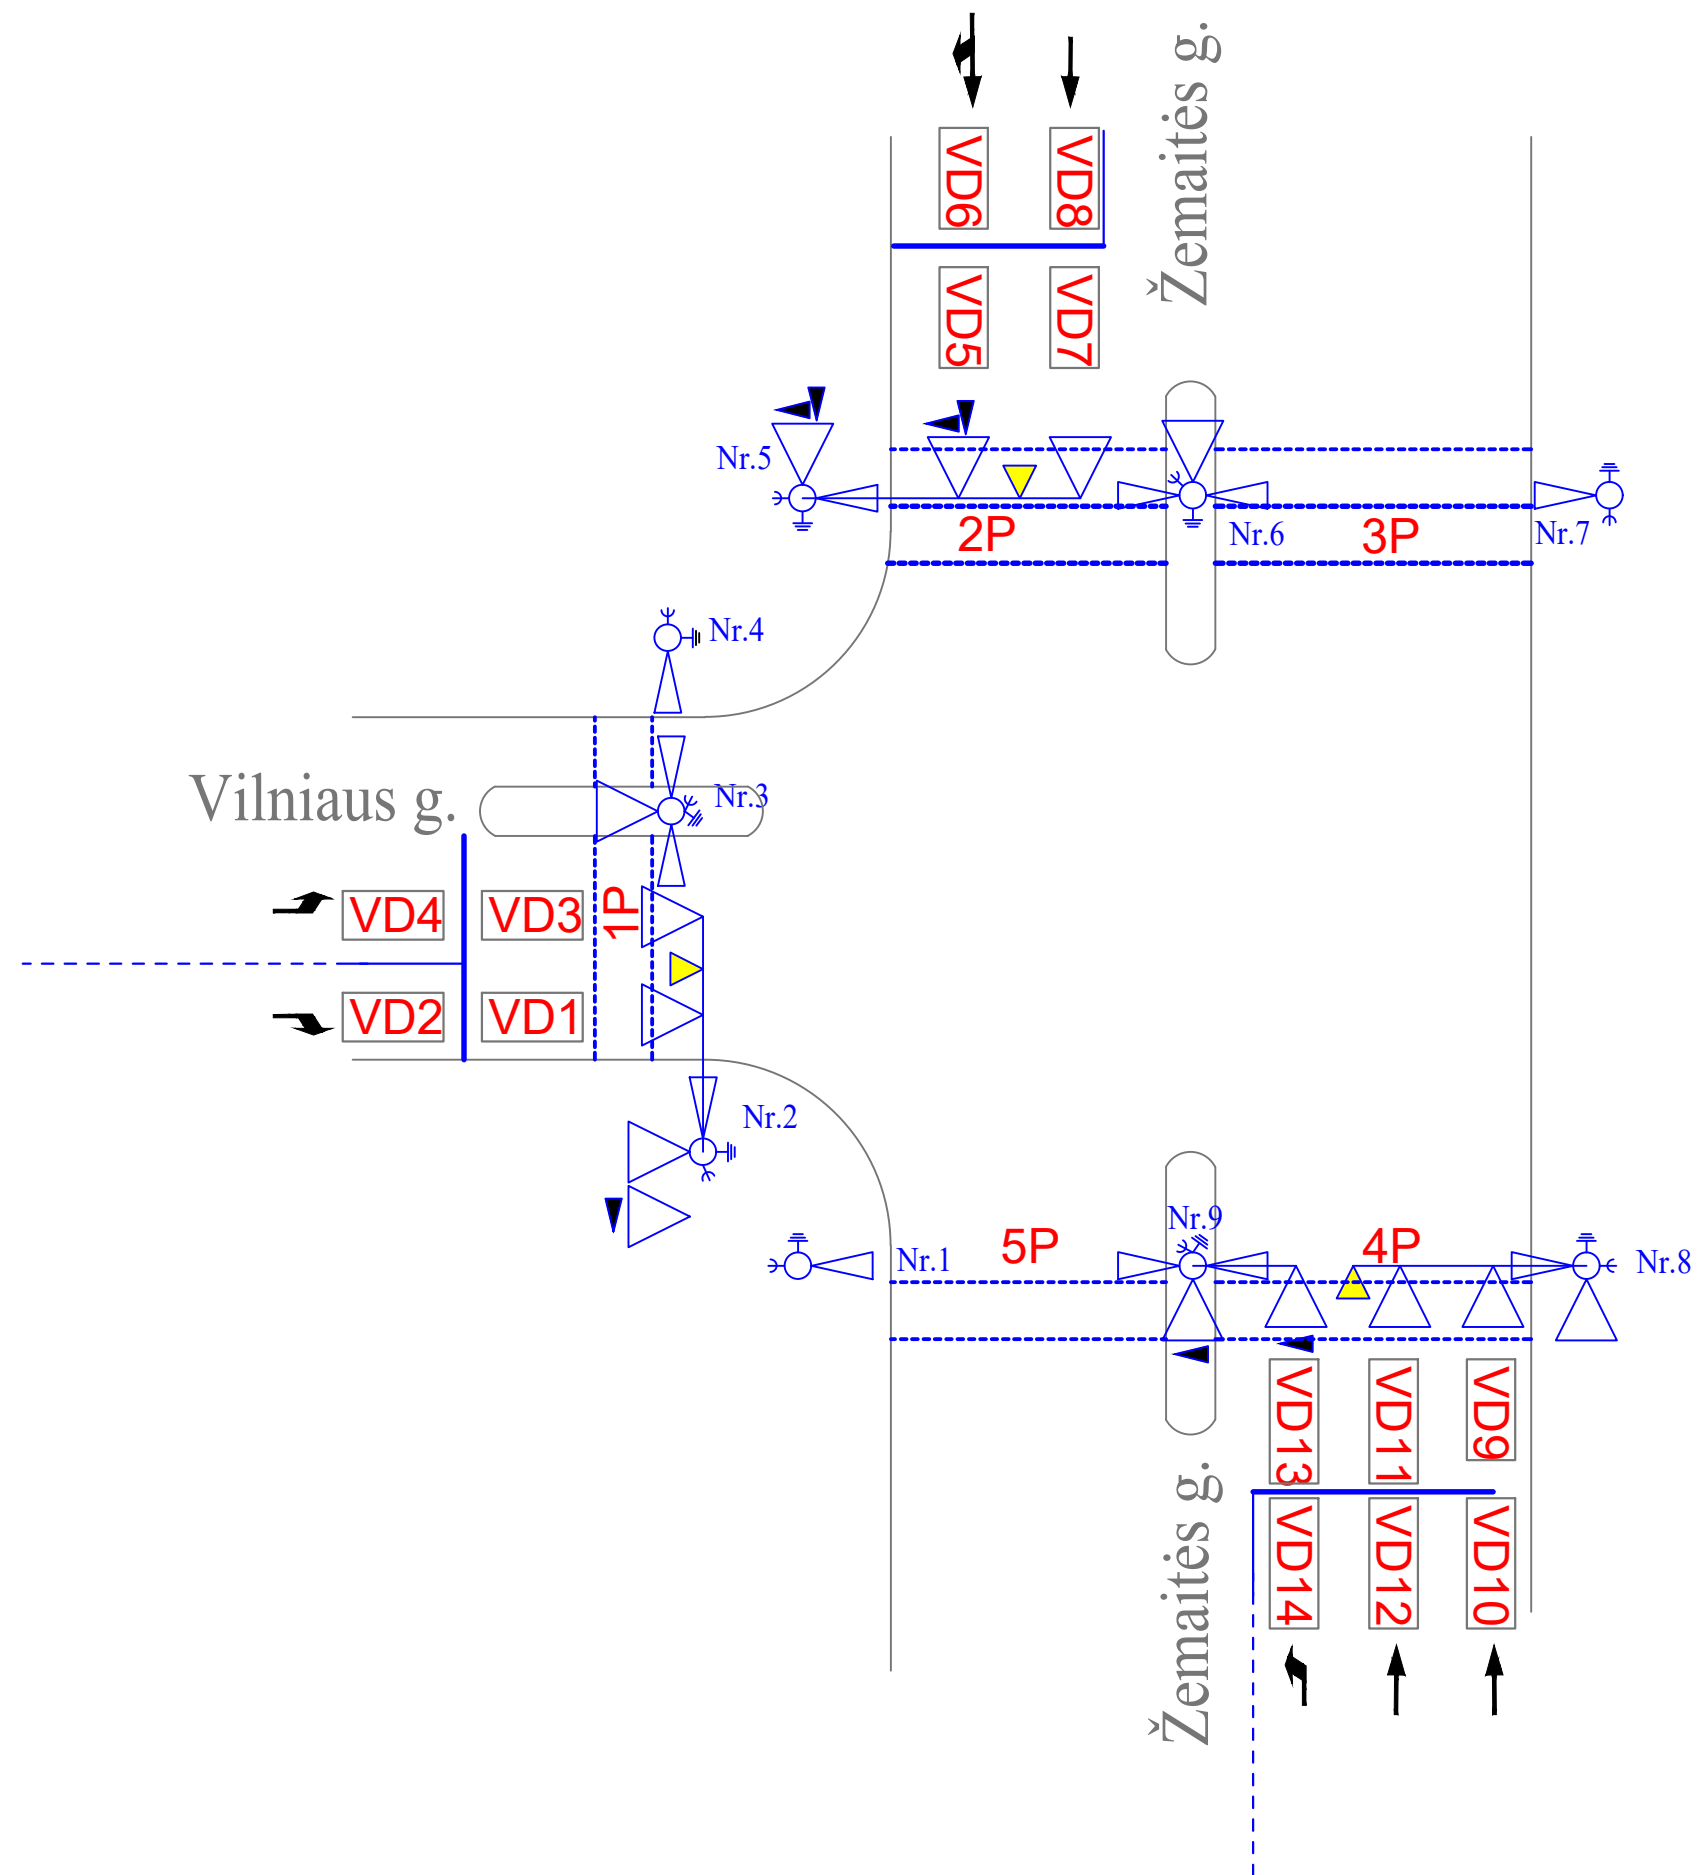 Žemaitės g.
VD6
VD8
VD5
VD7
Nr.5
2P
Nr.6
3P
Nr.7
Nr.4
Vilniaus g.
Nr.3
VD4
VD3
1P
VD2
VD1
Nr.2
5P
Nr.9
4P
Nr.1
Nr.8
VD13
VD11
VD9
Žemaitės g.
VD14
VD12
VD10